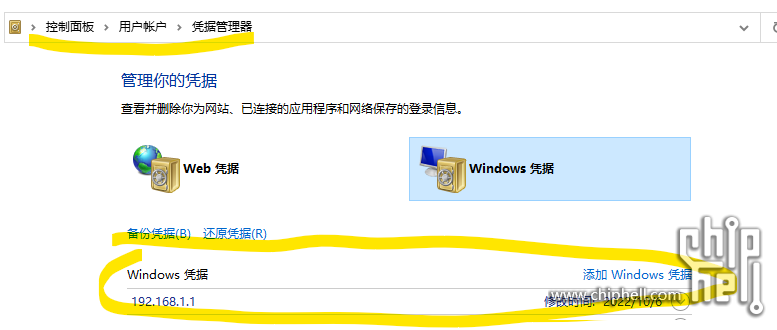 控制面板 > 用户帐户 > 凭据管理器
管理你的凭据
查看并删除你为网站、已连接的应用程序和网络保存的登录信息。
Web 凭据 Windows 凭据
备份凭据(B) 还原凭据(R)
Windows 凭据 添加 Windows 凭据
192.168.1.1 修改时间: 2022/10/6
chip
hell
www.chiphell.com